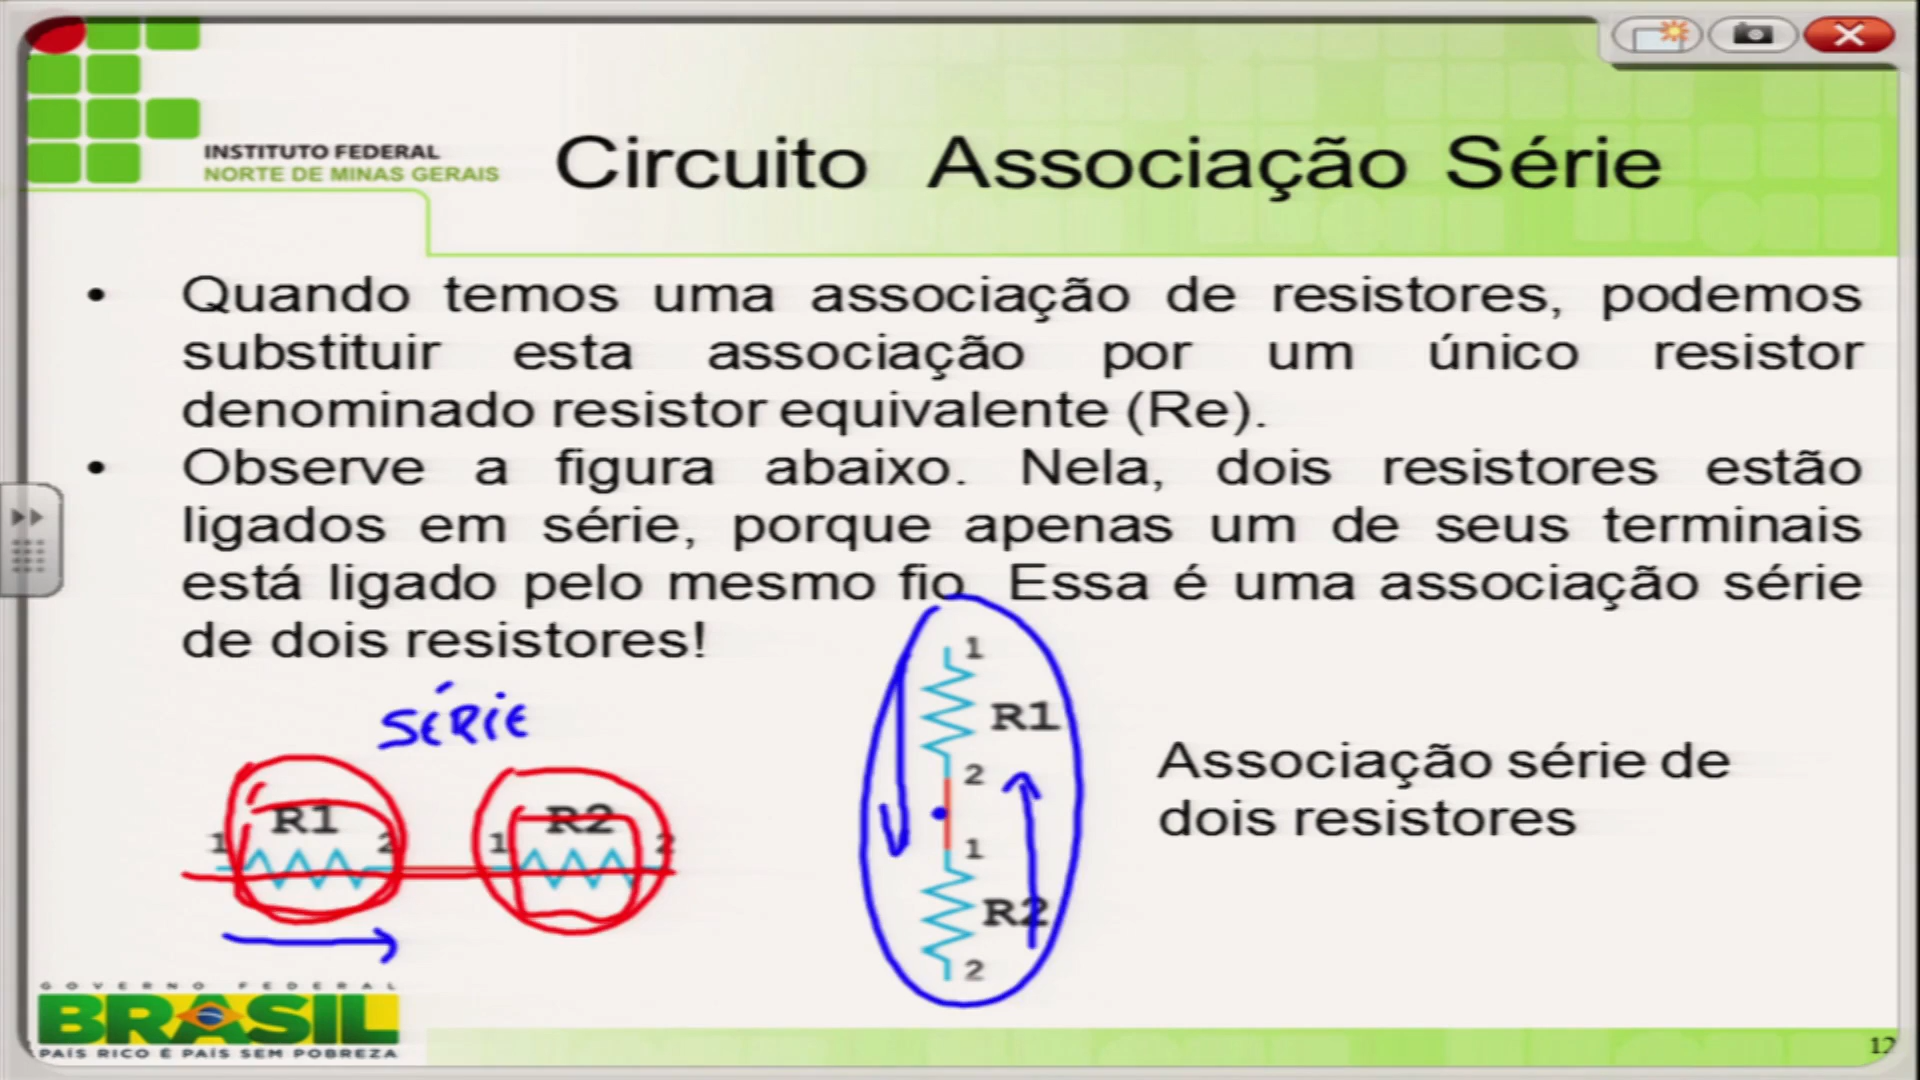 INSTITUTO FEDERAL
NORTE DE MINAS GERAIS
Circuito Associação Série
• Quando temos uma associação de resistores, podemos
substituir esta associação por um único resistor
denominado resistor equivalente (Re).
• Observe a figura abaixo. Nela, dois resistores estão
ligados em série, porque apenas um de seus terminais
está ligado pelo mesmo fio. Essa é uma associação série
de dois resistores!
SÉRIE
R1
1 2
R2
1 2
1
R1
2
1
R2
2
Associação série de
dois resistores
GOVERNO FEDERAL
BRASIL
PAÍS RICO É PAÍS SEM POBREZA
12